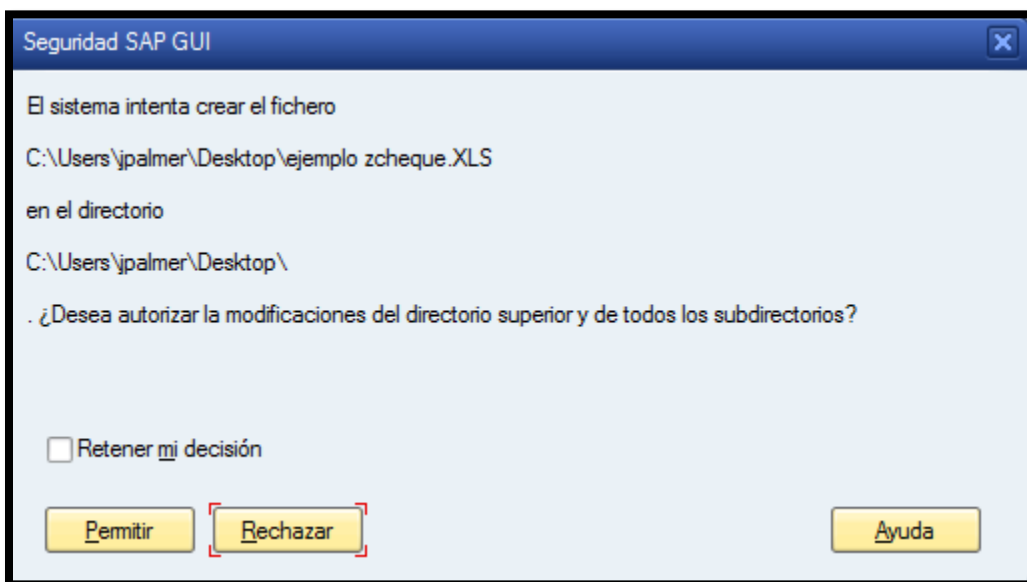 Seguridad SAP GUI
El sistema intenta crear el fichero
C:\Users\jpalmer\Desktop\ejemplo zcheque.XLS
en el directorio
C:\Users\jpalmer\Desktop\
. ¿Desea autorizar la modificaciones del directorio superior y de todos los subdirectorios?
Retener mi decisión
Permitir Rechazar Ayuda